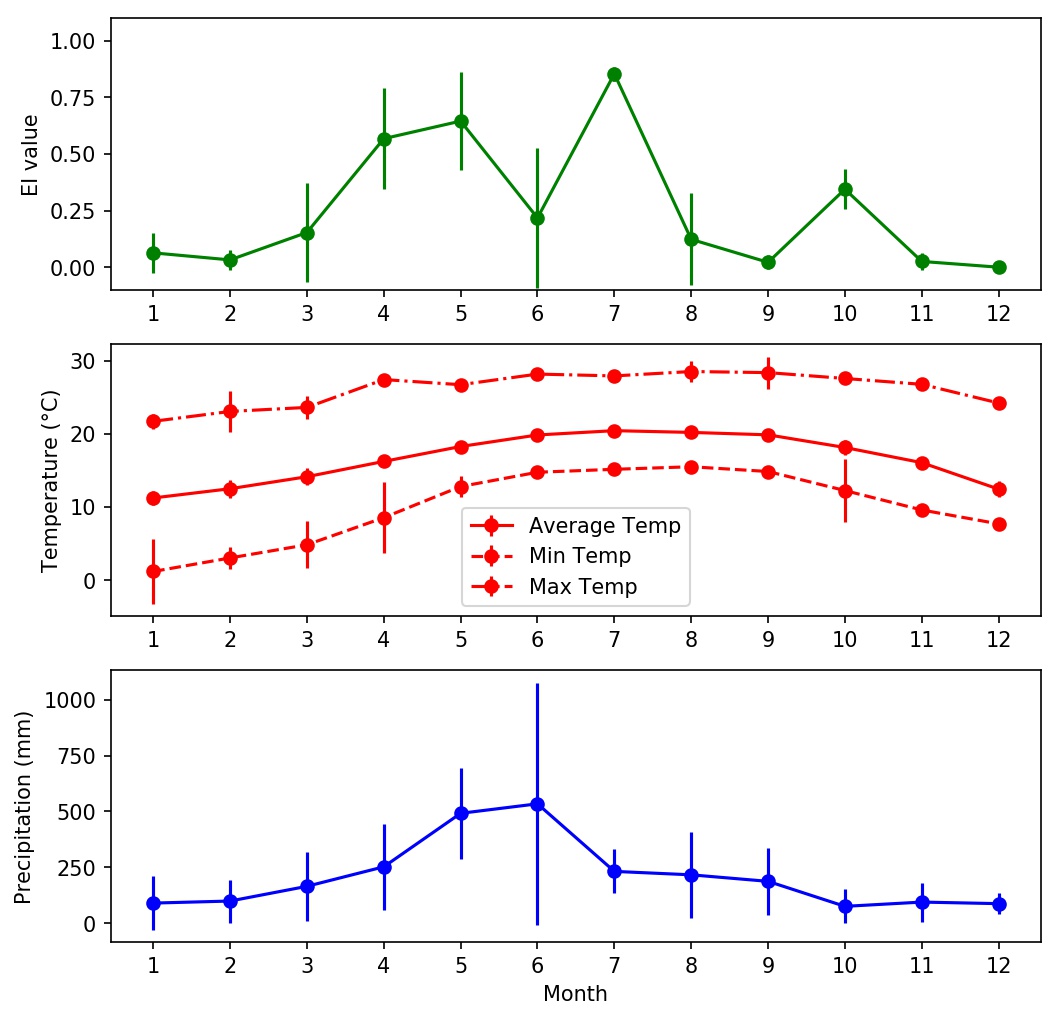 EI value
1.00
0.75
0.50
0.25
0.00
1 2 3 4 5 6 7 8 9 10 11 12
Temperature (°C)
30
20
10
0
Average Temp
Min Temp
Max Temp
1 2 3 4 5 6 7 8 9 10 11 12
Precipitation (mm)
1000
750
500
250
0
1 2 3 4 5 6 7 8 9 10 11 12
Month